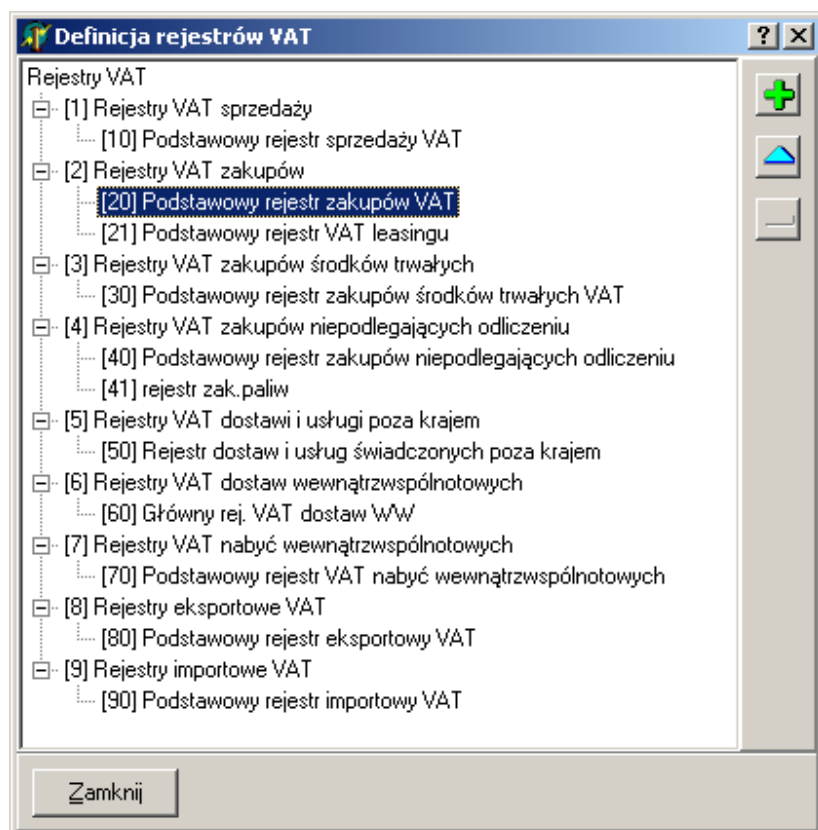 Definicja rejestrów VAT
Rejestry VAT
[1] Rejestry VAT sprzedaży
[10] Podstawowy rejestr sprzedaży VAT
[2] Rejestry VAT zakupów
[20] Podstawowy rejestr zakupów VAT
[21] Podstawowy rejestr VAT leasingu
[3] Rejestry VAT zakupów środków trwałych
[30] Podstawowy rejestr zakupów środków trwałych VAT
[4] Rejestry VAT zakupów niepodlegających odliczeniu
[40] Podstawowy rejestr zakupów niepodlegających odliczeniu
[41] rejestr zak.paliw
[5] Rejestry VAT dostawi i usługi poza krajem
[50] Rejestr dostaw i usług świadczonych poza krajem
[6] Rejestry VAT dostaw wewnątrzwspólnotowych
[60] Główny rej. VAT dostaw WW
[7] Rejestry VAT nabyć wewnątrzwspólnotowych
[70] Podstawowy rejestr VAT nabyć wewnątrzwspólnotowych
[8] Rejestry eksportowe VAT
[80] Podstawowy rejestr eksportowy VAT
[9] Rejestry importowe VAT
[90] Podstawowy rejestr importowy VAT
Zamknij